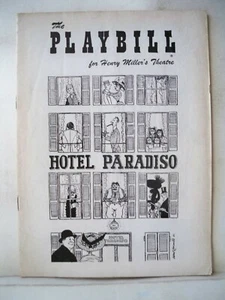 The
PLAYBILL
for Henry Miller's Theatre
HOTEL PARADISO